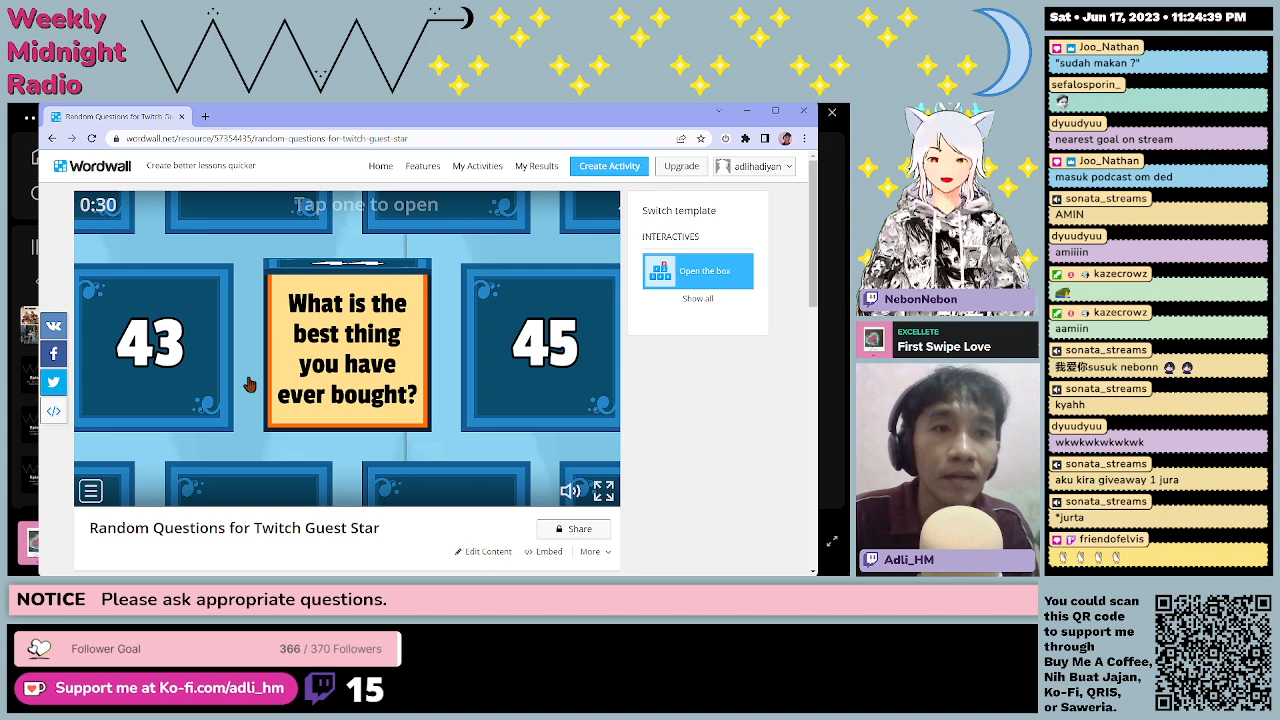 Weekly
Midnight
Radio
Sat • Jun 17, 2023 • 11:24:39 PM
Random Questions for Twitch Gu
wordwall.net/resource/57354435/random-questions-for-twitch-guest-star
Wordwall
Create better lessons quicker
Home
Features
My Activities
My Results
Create Activity
Upgrade
adlihadiyan
0:30
Tap one to open
43
What is the
best thing
you have
ever bought?
45
Switch template
INTERACTIVES
Open the box
Show all
Random Questions for Twitch Guest Star
Share
Edit Content
Embed
More
NebonNebon
EXCELLETE
First Swipe Love
Adli_HM
Joo_Nathan
"sudah makan ?"
sefalosporin_
dyuudyuu
nearest goal on stream
Joo_Nathan
masuk podcast om ded
sonata_streams
AMIN
dyuudyuu
amiiiin
kazecrowz
kazecrowz
aamiin
sonata_streams
我爱你susuk nebonn
sonata_streams
kyahh
dyuudyuu
wkwkwkwkwkwk
sonata_streams
aku kira giveaway 1 jura
sonata_streams
*jurta
friendofelvis
NOTICE Please ask appropriate questions.
Follower Goal
366 / 370 Followers
Support me at Ko-fi.com/adli_hm
15
You could scan
this QR code
to support me
through
Buy Me A Coffee,
Nih Buat Jajan,
Ko-Fi, QRIS,
or Saweria.